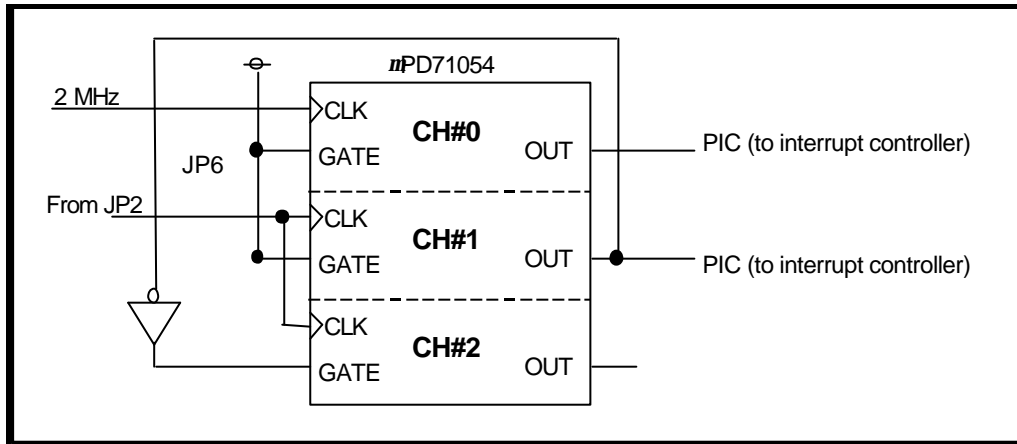 mPD71054
2 MHz
CLK
CH#0
GATE
OUT
PIC (to interrupt controller)
JP6
From JP2
CLK
CH#1
GATE
OUT
PIC (to interrupt controller)
CLK
CH#2
GATE
OUT